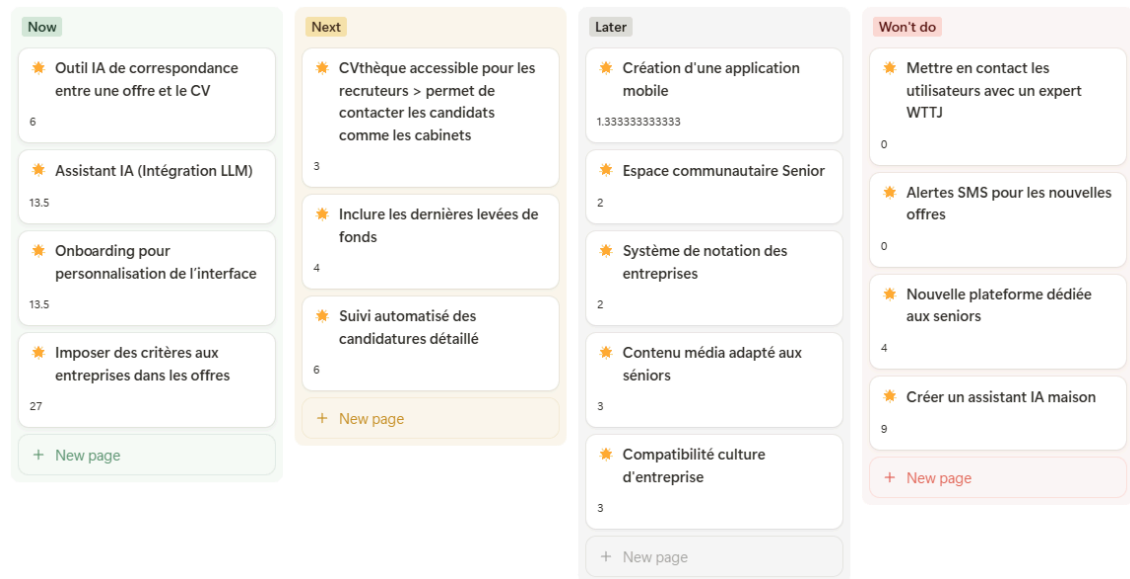 Now
Outil IA de correspondance
entre une offre et le CV
6
Assistant IA (Intégration LLM)
13.5
Onboarding pour
personnalisation de l'interface
13.5
Imposer des critères aux
entreprises dans les offres
27
+ New page
Next
CVthèque accessible pour les
recruteurs > permet de
contacter les candidats
comme les cabinets
3
Inclure les dernières levées de
fonds
4
Suivi automatisé des
candidatures détaillé
6
+ New page
Later
Création d'une application
mobile
1.333333333333
Espace communautaire Senior
2
Système de notation des
entreprises
2
Contenu média adapté aux
séniors
3
Compatibilité culture
d'entreprise
3
+ New page
Won't do
Mettre en contact les
utilisateurs avec un expert
WTTJ
0
Alertes SMS pour les nouvelles
offres
0
Nouvelle plateforme dédiée
aux seniors
4
Créer un assistant IA maison
9
+ New page